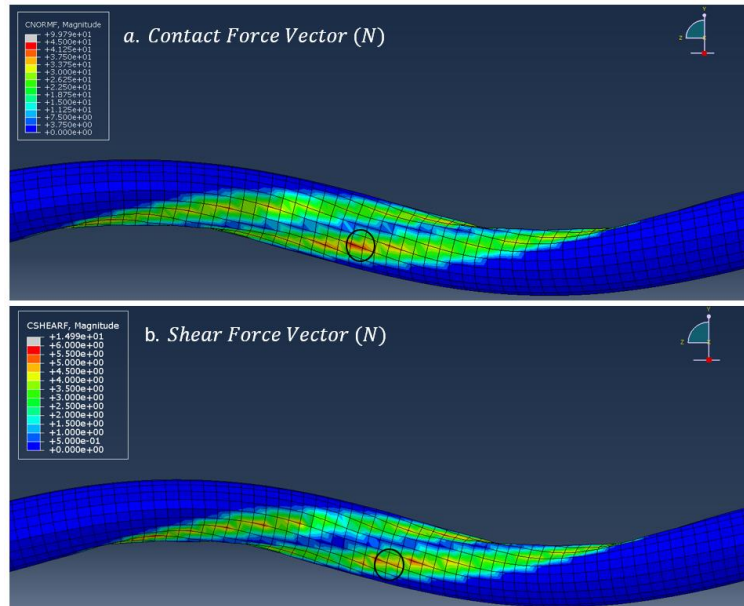 CNORMF, Magnitude
+9.979e+01
+4.500e+01
+4.125e+01
+3.750e+01
+3.375e+01
+3.000e+01
+2.625e+01
+2.250e+01
+1.875e+01
+1.500e+01
+1.125e+01
+7.500e+00
+3.750e+00
+0.000e+00
a. Contact Force Vector (N)
Y
Z
CSHEARF, Magnitude
+1.499e+01
+6.000e+00
+5.500e+00
+5.000e+00
+4.500e+00
+4.000e+00
+3.500e+00
+3.000e+00
+2.500e+00
+2.000e+00
+1.500e+00
+1.000e+00
+5.000e-01
+0.000e+00
b. Shear Force Vector (N)
Y
Z